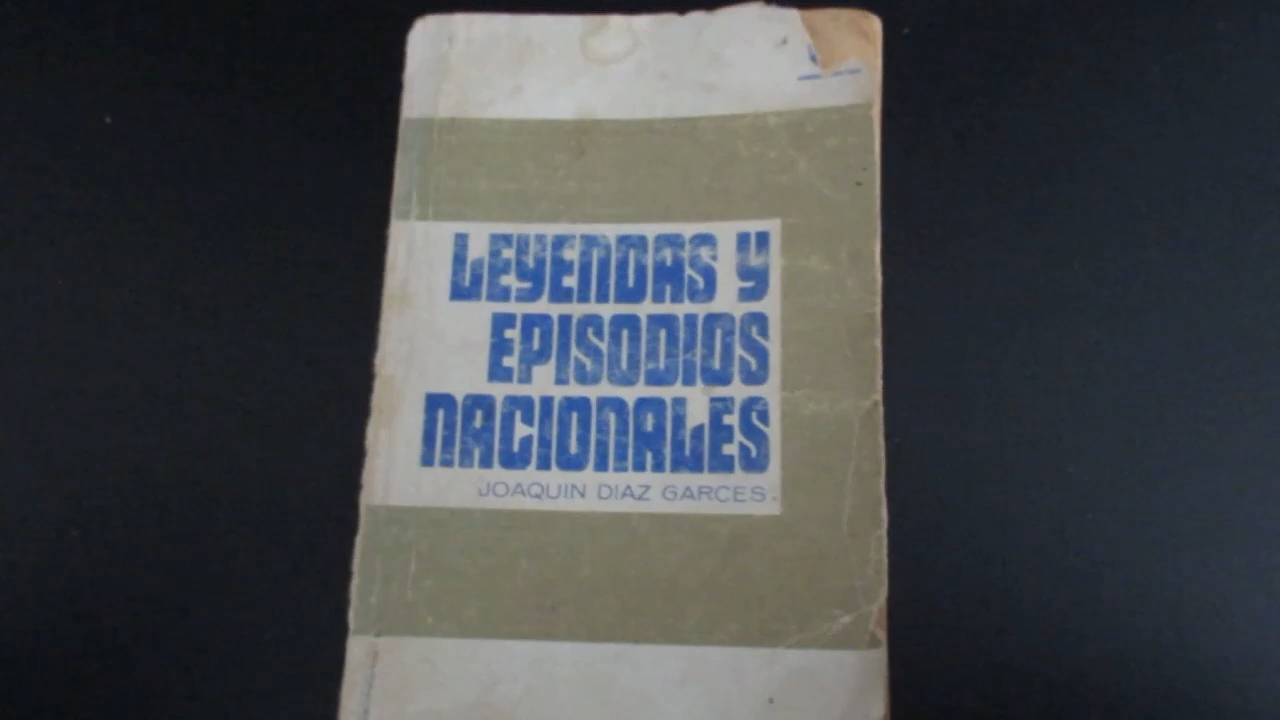 LEYENDAS Y
EPISODIOS
NACIONALES
JOAQUIN DIAZ GARCES